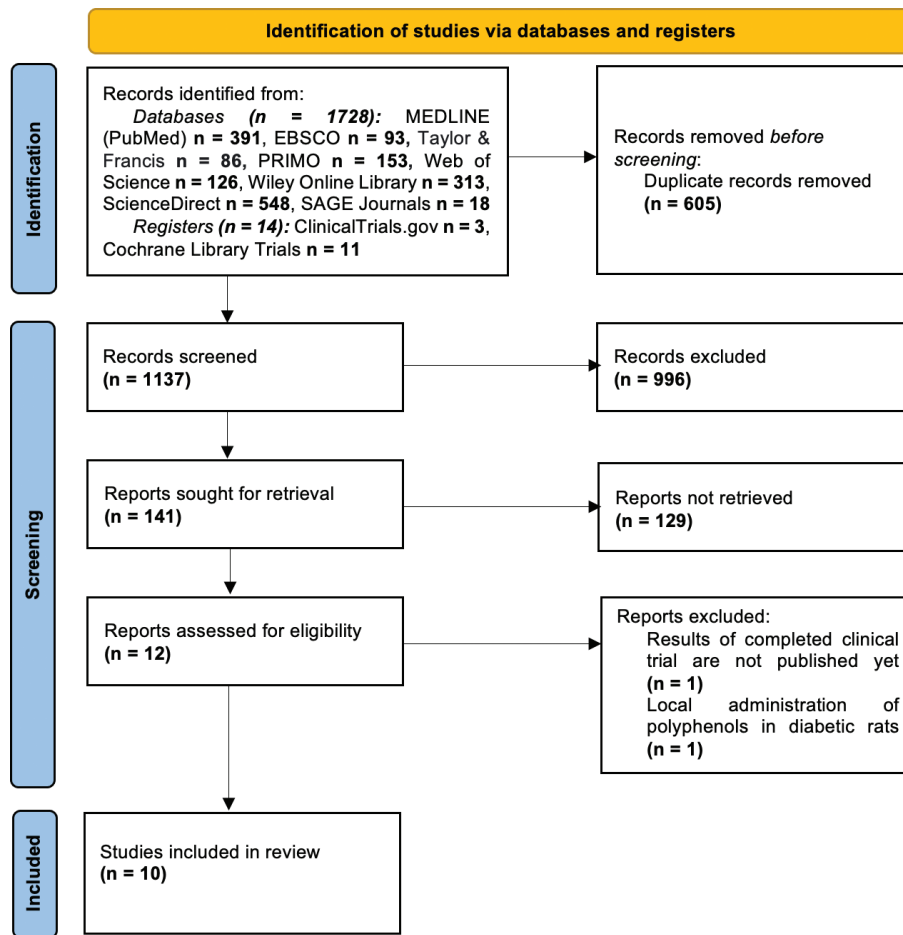 Identification of studies via databases and registers
Identification
Records identified from:
Databases (n = 1728): MEDLINE
(PubMed) n = 391, EBSCO n = 93, Taylor &
Francis n = 86, PRIMO n = 153, Web of
Science n = 126, Wiley Online Library n = 313,
ScienceDirect n = 548, SAGE Journals n = 18
Registers (n = 14): ClinicalTrials.gov n = 3,
Cochrane Library Trials n = 11
Records removed before
screening:
Duplicate records removed
(n = 605)
Screening
Records screened
(n = 1137)
Records excluded
(n = 996)
Reports sought for retrieval
(n = 141)
Reports not retrieved
(n = 129)
Reports assessed for eligibility
(n = 12)
Reports excluded:
Results of completed clinical
trial are not published yet
(n = 1)
Local administration of
polyphenols in diabetic rats
(n = 1)
Included
Studies included in review
(n = 10)